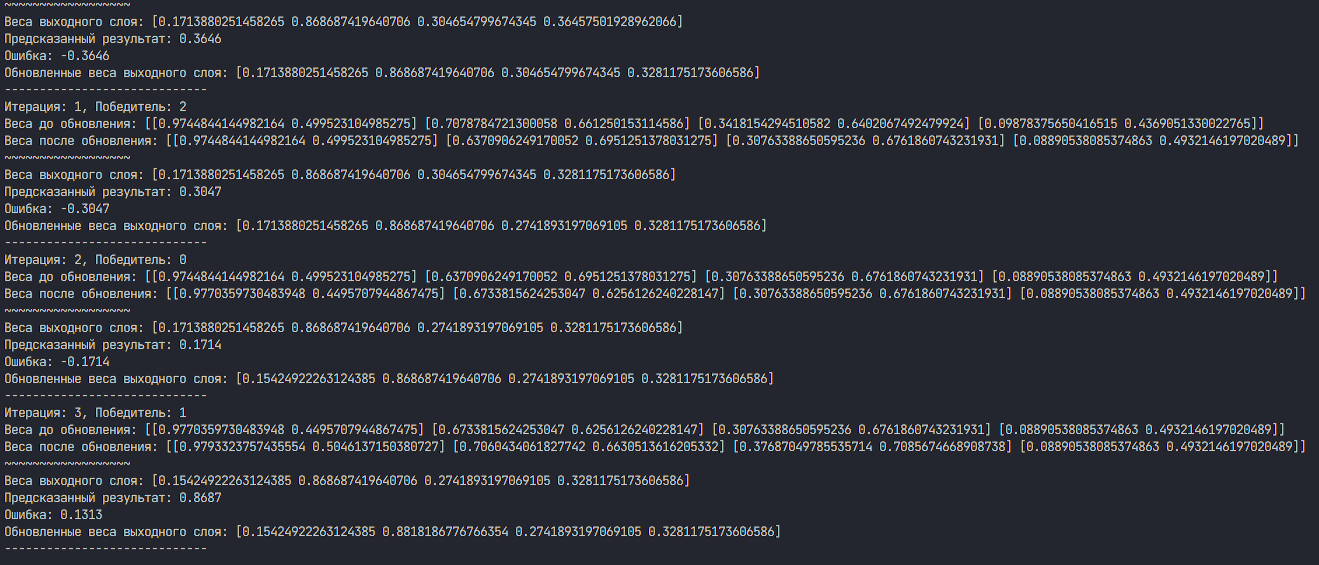 ~~~~~~~~~~~~~~~~~~
Веса выходного слоя: [0.1713880251458265 0.868687419640706 0.304654799674345 0.36457501928962066]
Предсказанный результат: 0.3646
Ошибка: -0.3646
Обновленные веса выходного слоя: [0.1713880251458265 0.868687419640706 0.304654799674345 0.3281175173606586]
-----------------------------
Итерация: 1, Победитель: 2
Веса до обновления: [[0.9744844144982164 0.499523104985275] [0.7078784721300058 0.661250153114586] [0.3418154294510582 0.6402067492479924] [0.09878375650416515 0.4369051330022765]]
Веса после обновления: [[0.9744844144982164 0.499523104985275] [0.6370906249170052 0.6951251378031275] [0.30763388650595236 0.6761860743231931] [0.08890538085374863 0.4932146197020489]]
~~~~~~~~~~~~~~~~~~
Веса выходного слоя: [0.1713880251458265 0.868687419640706 0.304654799674345 0.3281175173606586]
Предсказанный результат: 0.3047
Ошибка: -0.3047
Обновленные веса выходного слоя: [0.1713880251458265 0.868687419640706 0.2741893197069105 0.3281175173606586]
-----------------------------
Итерация: 2, Победитель: 0
Веса до обновления: [[0.9744844144982164 0.499523104985275] [0.6370906249170052 0.6951251378031275] [0.30763388650595236 0.6761860743231931] [0.08890538085374863 0.4932146197020489]]
Веса после обновления: [[0.9770359730483948 0.4495707944867475] [0.6733815624253047 0.6256126240228147] [0.30763388650595236 0.6761860743231931] [0.08890538085374863 0.4932146197020489]]
~~~~~~~~~~~~~~~~~~
Веса выходного слоя: [0.1713880251458265 0.868687419640706 0.2741893197069105 0.3281175173606586]
Предсказанный результат: 0.1714
Ошибка: -0.1714
Обновленные веса выходного слоя: [0.15424922263124385 0.868687419640706 0.2741893197069105 0.3281175173606586]
-----------------------------
Итерация: 3, Победитель: 1
Веса до обновления: [[0.9770359730483948 0.4495707944867475] [0.6733815624253047 0.6256126240228147] [0.30763388650595236 0.6761860743231931] [0.08890538085374863 0.4932146197020489]]
Веса после обновления: [[0.9793323757435554 0.5046137150380727] [0.7060434061827742 0.6630513616205332] [0.37687049785535714 0.7085674668908738] [0.08890538085374863 0.4932146197020489]]
~~~~~~~~~~~~~~~~~~
Веса выходного слоя: [0.15424922263124385 0.868687419640706 0.2741893197069105 0.3281175173606586]
Предсказанный результат: 0.8687
Ошибка: 0.1313
Обновленные веса выходного слоя: [0.15424922263124385 0.8818186776766354 0.2741893197069105 0.3281175173606586]
-----------------------------